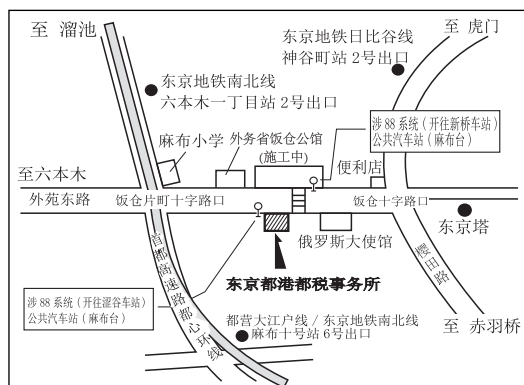 至 溜池
东京地铁日比谷线
神谷町站 2号出口
至 虎门
东京地铁南北线
六本木一丁目站 2号出口
涉 88 系统（开往新桥车站）
公共汽车站（麻布台）
麻布小学
外务省饭仓公馆
(施工中)
便利店
至六本木
外苑东路
饭仓片町十字路口
饭仓十字路口
东京塔
俄罗斯大使馆
东京都港都税事务所
首都高速路都心环线
樱田路
涉 88 系统（开往涩谷车站）
公共汽车站（麻布台）
都营大江户线 / 东京地铁南北线
麻布十号站 6号出口
至 赤羽桥